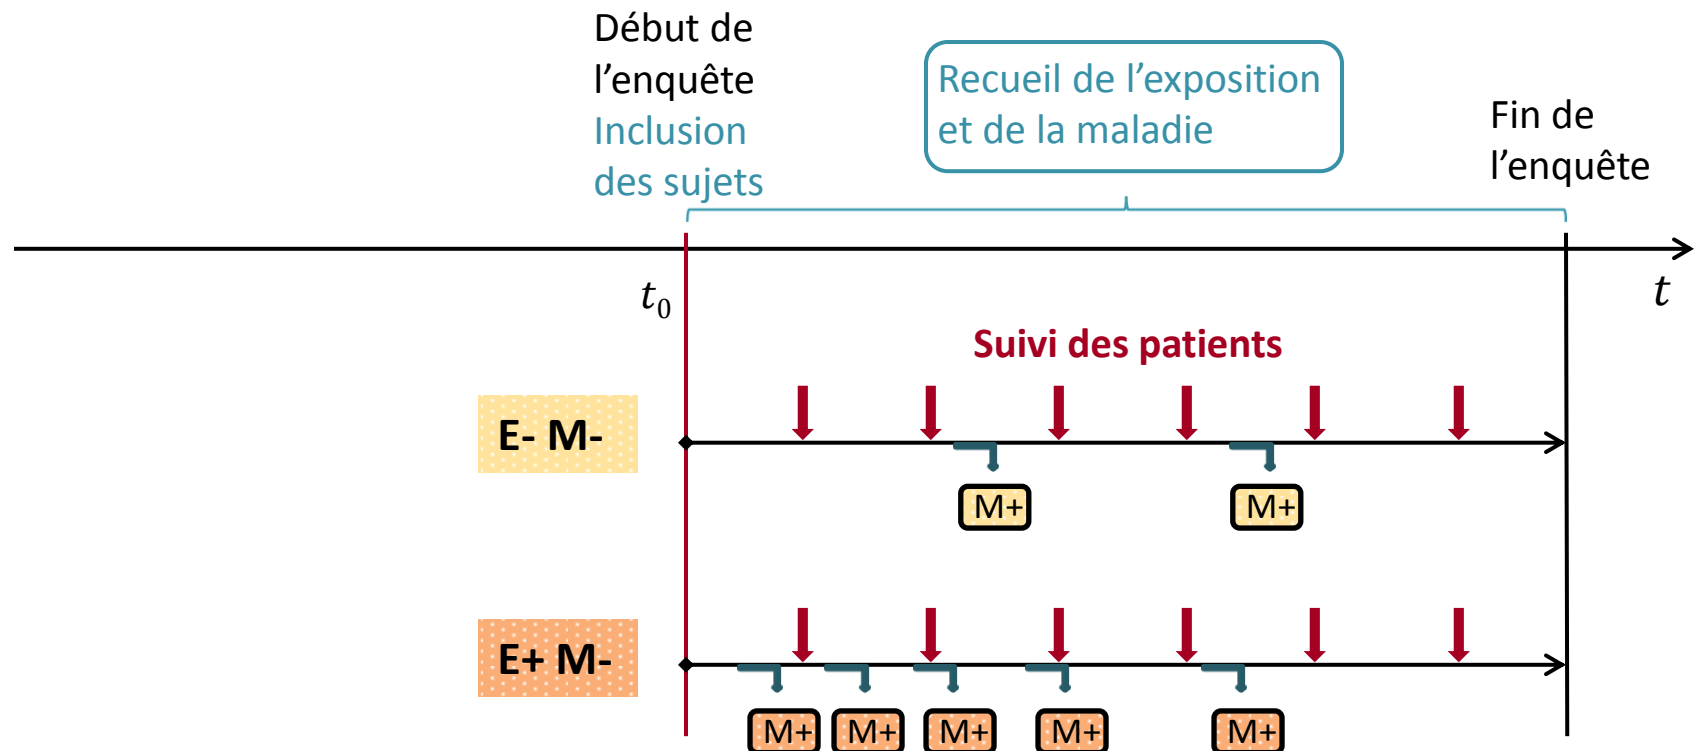 Début de
l’enquête
Inclusion
des sujets
Recueil de l’exposition
et de la maladie
Fin de
l’enquête
t0
t
Suivi des patients
E- M-
M+
M+
E+ M-
M+
M+
M+
M+
M+